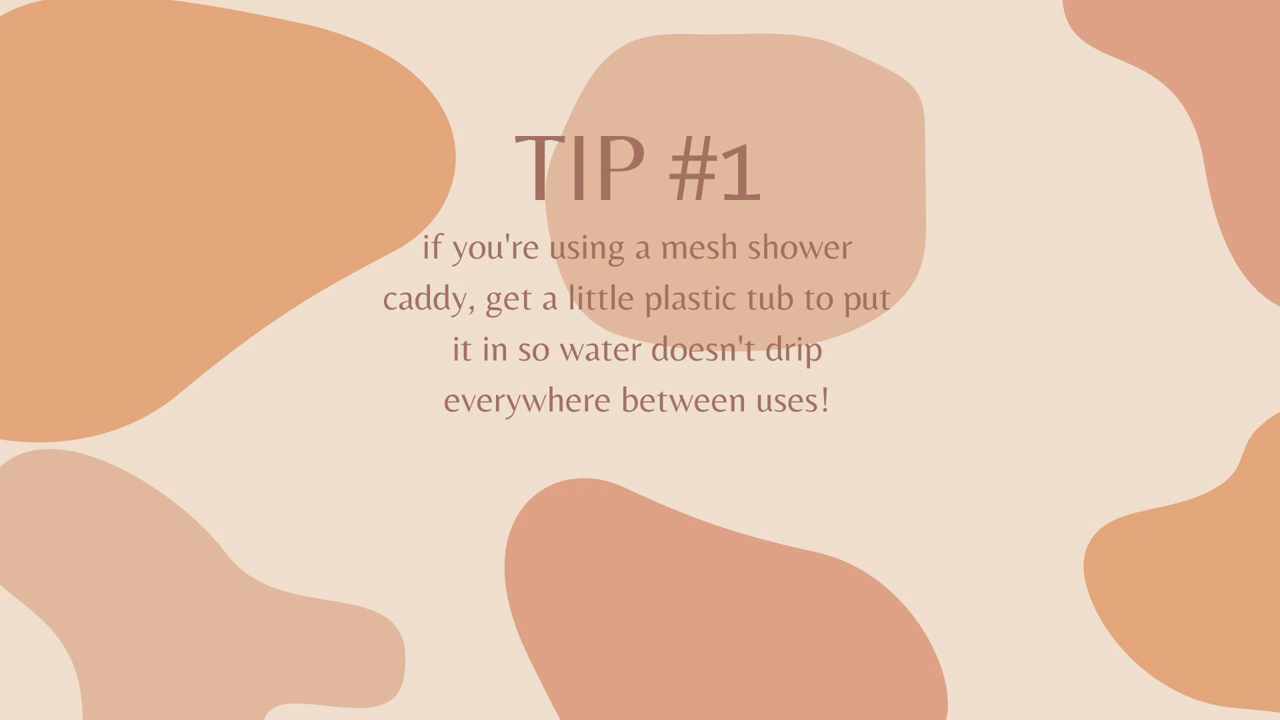 TIP #1
if you're using a mesh shower
caddy, get a little plastic tub to put
it in so water doesn't drip
everywhere between uses!